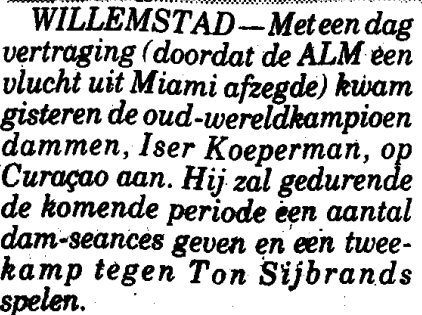 WILLEMSTAD — Met een dag
vertraging (doordat de ALM een
vlucht uit Miami afzegde) kwam
gisteren de oud-wereldkampioen
dammen, Iser Koeperman, op
Curaçao aan. Hij zal gedurende
de komende periode een aantal
dam-seances geven en een twee-
kamp tegen Ton Sijbrands
spelen.